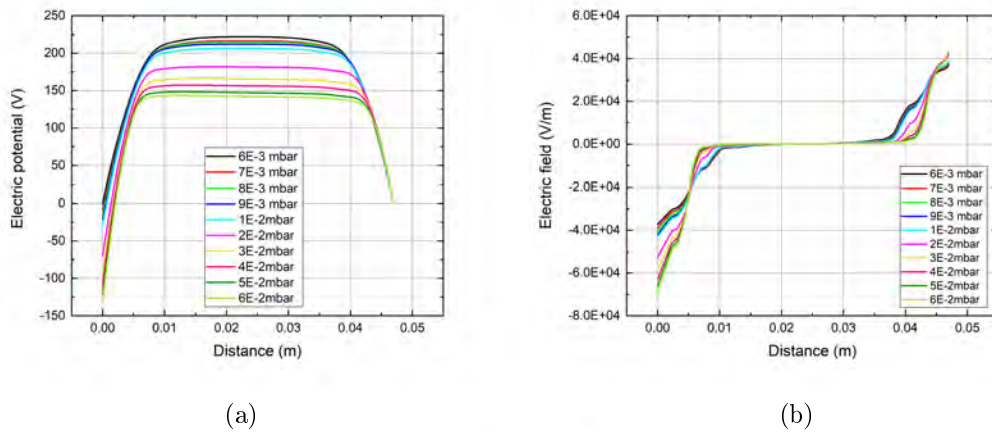 250
200
150
100
50
0
-50
-100
-150
0.00 0.01 0.02 0.03 0.04 0.05
Electric potential (V)
Distance (m)
6E-3 mbar
7E-3 mbar
8E-3 mbar
9E-3 mbar
1E-2mbar
2E-2mbar
3E-2mbar
4E-2mbar
5E-2mbar
6E-2mbar
(a)
6.0E+04
4.0E+04
2.0E+04
0.0E+00
-2.0E+04
-4.0E+04
-6.0E+04
-8.0E+04
0.00 0.01 0.02 0.03 0.04 0.05
Electric field (V/m)
Distance (m)
6E-3 mbar
7E-3 mbar
8E-3 mbar
9E-3 mbar
1E-2mbar
2E-2mbar
3E-2mbar
4E-2mbar
5E-2mbar
6E-2mbar
(b)